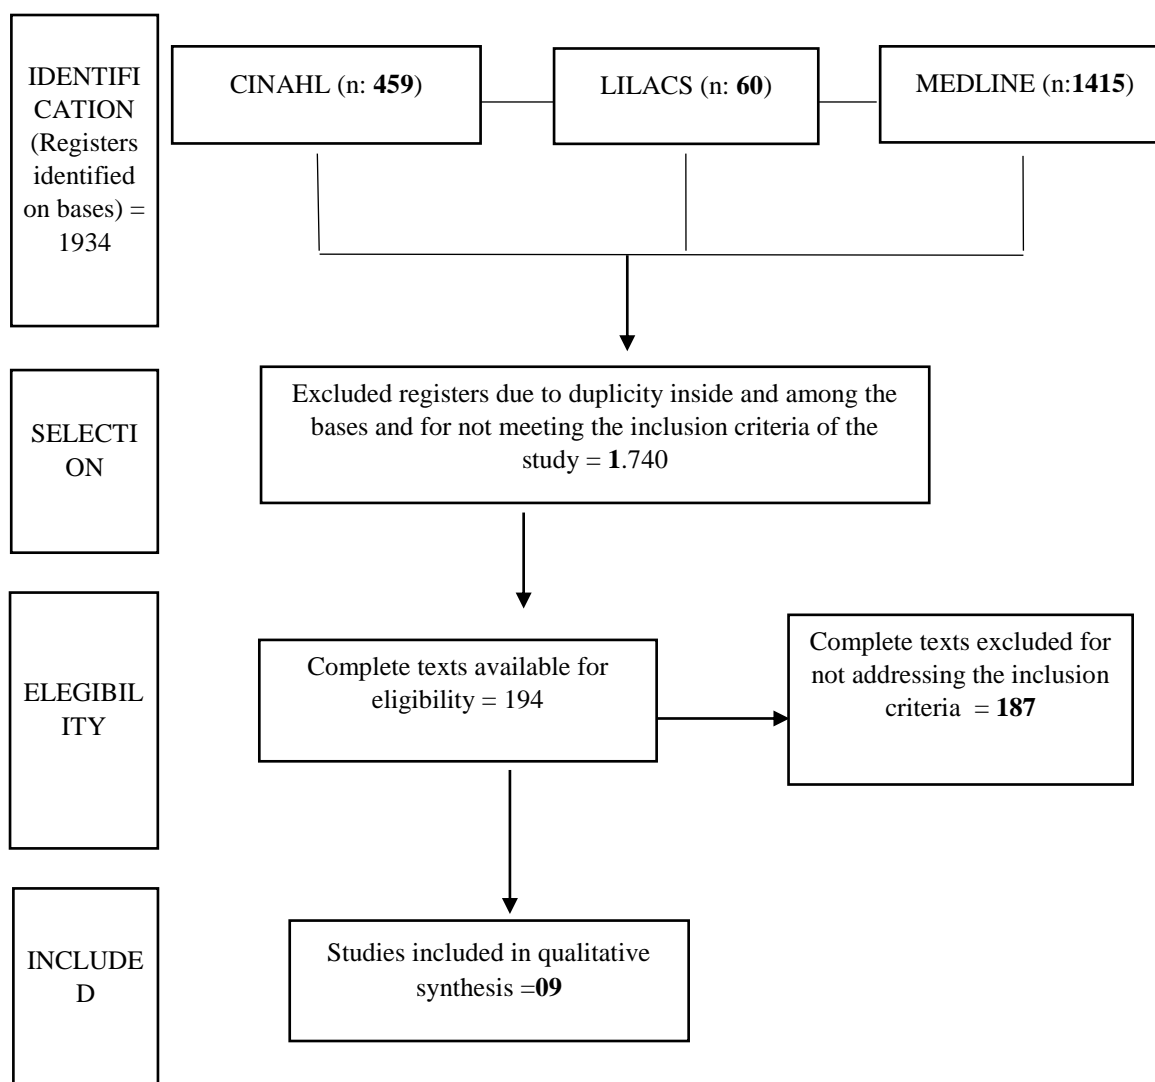 IDENTIFI
CATION
(Registers
identified
on bases) =
1934
CINAHL (n: 459)
LILACS (n: 60)
MEDLINE (n:1415)
SELECTI
ON
Excluded registers due to duplicity inside and among the
bases and for not meeting the inclusion criteria of the
study = 1.740
ELEGIBIL
ITY
Complete texts available for
eligibility = 194
Complete texts excluded for
not addressing the inclusion
criteria = 187
INCLUDE
D
Studies included in qualitative
synthesis =09